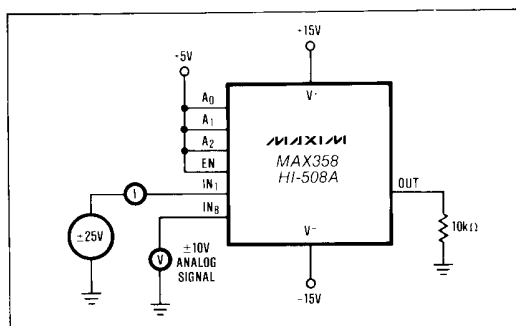 +15V
+5V
V+
A0
A1
A2
EN
IN1
IN8
MAXIM
MAX358
HI-508A
OUT
10kΩ
±25V
I
±10V
ANALOG
SIGNAL
V
V−
-15V